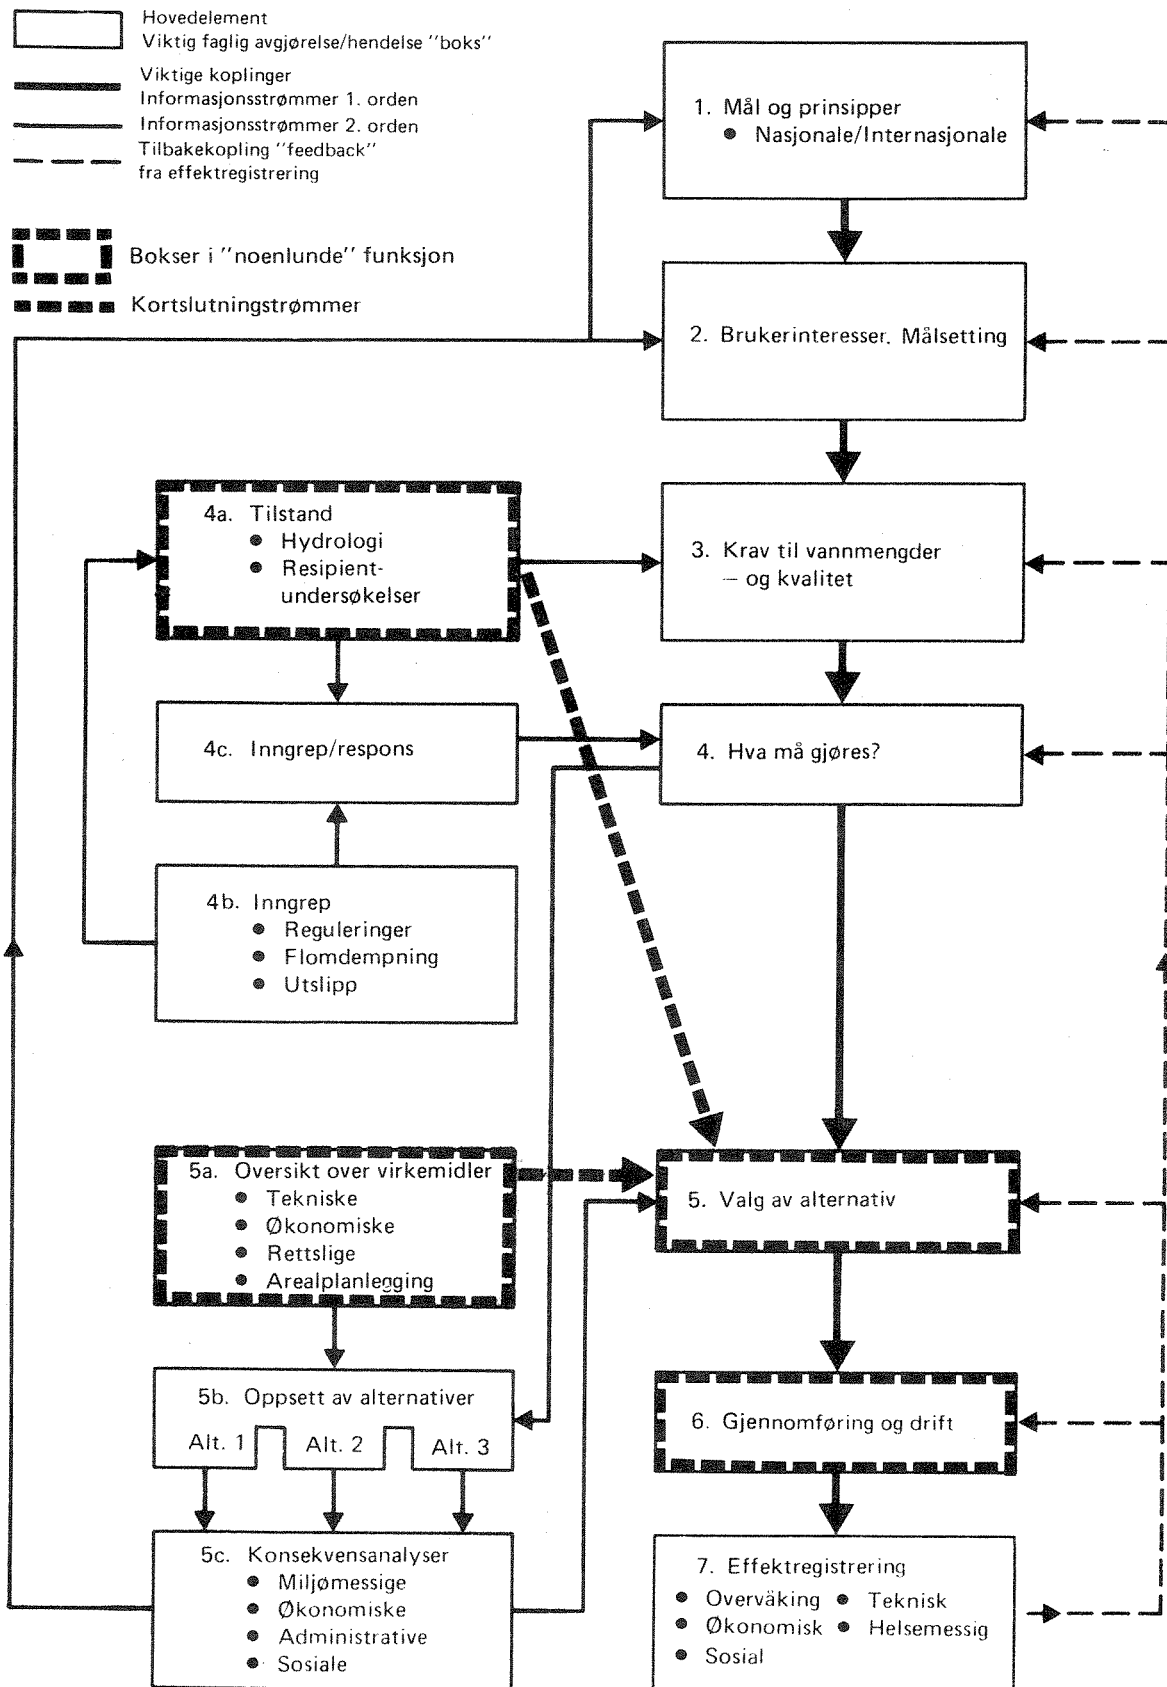 Hovedelement
Viktig faglig avgjørelse/hendelse "boks"
Viktige koplinger
Informasjonsstrømmer 1. orden
Informasjonsstrømmer 2. orden
Tilbakekopling "feedback"
fra effektregistrering
Bokser i "noenlunde" funksjon
Kortslutningstrømmer
1. Mål og prinsipper
• Nasjonale/Internasjonale
2. Brukerinteresser. Målsetting
4a. Tilstand
• Hydrologi
• Resipient-
undersøkelser
3. Krav til vannmengder
– og kvalitet
4c. Inngrep/respons
4. Hva må gjøres?
4b. Inngrep
• Reguleringer
• Flomdempning
• Utslipp
5a. Oversikt over virkemidler
• Tekniske
• Økonomiske
• Rettslige
• Arealplanlegging
5. Valg av alternativ
5b. Oppsett av alternativer
Alt. 1 Alt. 2 Alt. 3
6. Gjennomføring og drift
5c. Konsekvensanalyser
• Miljømessige
• Økonomiske
• Administrative
• Sosiale
7. Effektregistrering
• Overvåking • Teknisk
• Økonomisk • Helsemessig
• Sosial